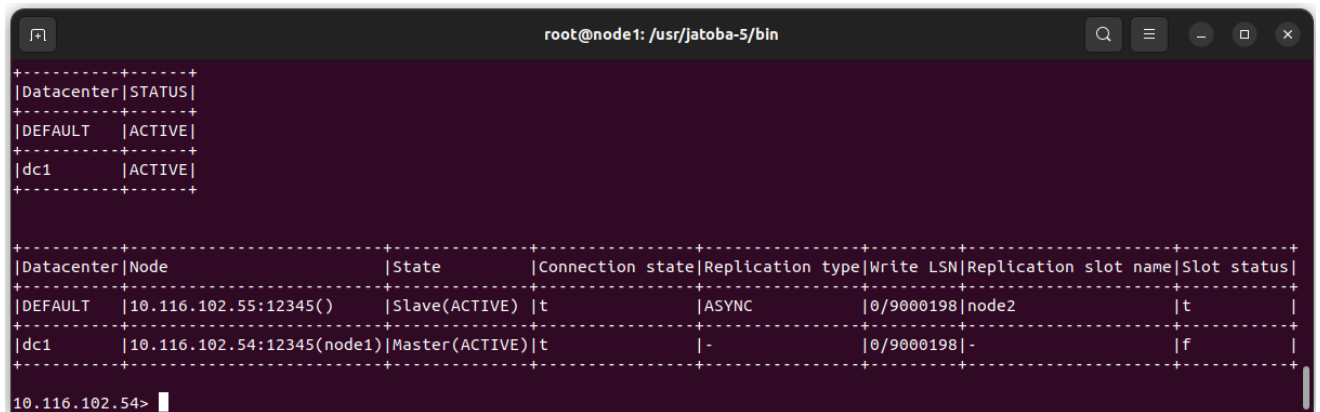 root@node1: /usr/jatoba-5/bin
+----------+------+
|Datacenter|STATUS|
+----------+------+
|DEFAULT   |ACTIVE|
+----------+------+
|dc1       |ACTIVE|
+----------+------+
+----------+--------------------------+--------------+----------------+----------------+---------+---------------------+-----------+
|Datacenter|Node                      |State         |Connection state|Replication type|Write LSN|Replication slot name|Slot status|
+----------+--------------------------+--------------+----------------+----------------+---------+---------------------+-----------+
|DEFAULT   |10.116.102.55:12345()     |Slave(ACTIVE) |t               |ASYNC           |0/9000198|node2                |t          |
+----------+--------------------------+--------------+----------------+----------------+---------+---------------------+-----------+
|dc1       |10.116.102.54:12345(node1)|Master(ACTIVE)|t               |-               |0/9000198|-                    |f          |
+----------+--------------------------+--------------+----------------+----------------+---------+---------------------+-----------+
10.116.102.54>